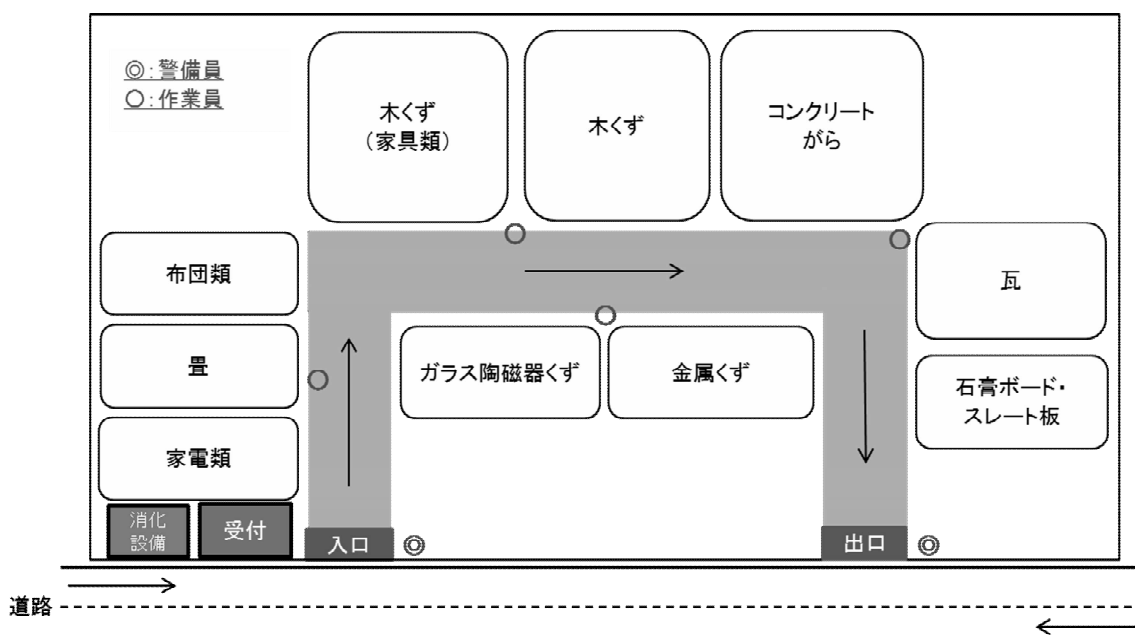 ◎:警備員
○:作業員
木くず
（家具類）
木くず
コンクリート
がら
布団類
瓦
畳
ガラス陶磁器くず
金属くず
石膏ボード・
スレート板
家電類
消化
設備
受付
入口
出口
道路